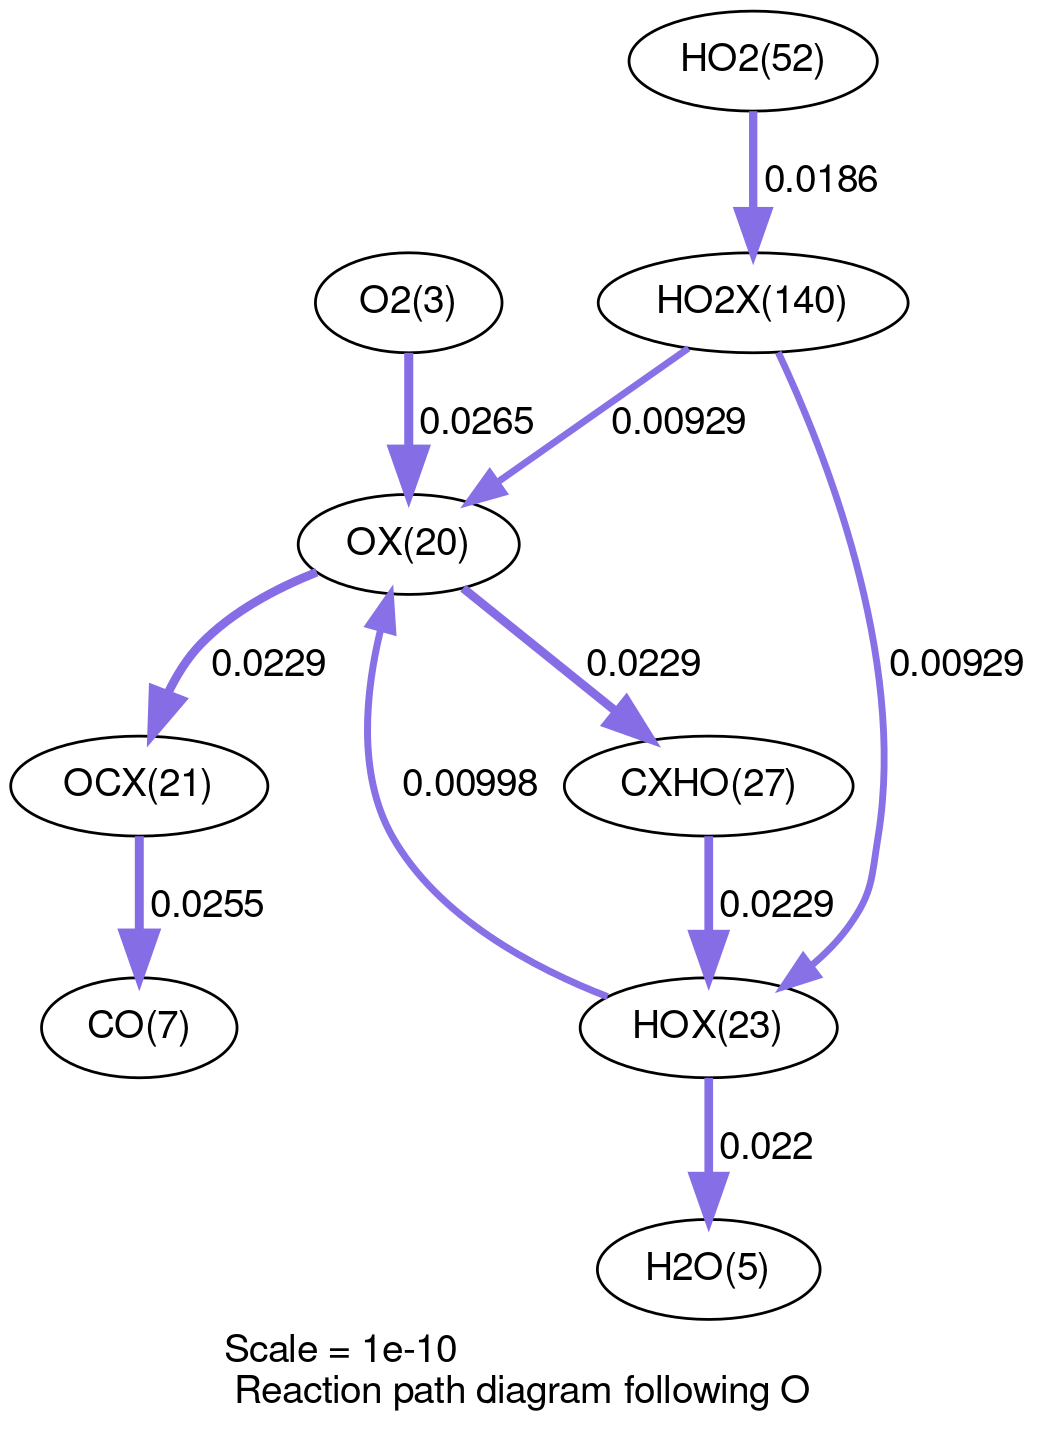 HO2(52)
0.0186
O2(3)
HO2X(140)
0.0265
0.00929
OX(20)
0.0229
0.0229
0.00929
OCX(21)
0.00998
CXHO(27)
0.0255
0.0229
CO(7)
HOX(23)
0.022
H2O(5)
Scale = 1e-10
Reaction path diagram following O